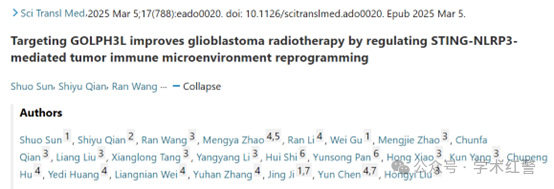 Sci Transl Med. 2025 Mar 5;17(788):eado0020. doi: 10.1126/scitranslmed.ado0020. Epub 2025 Mar 5.
Targeting GOLPH3L improves glioblastoma radiotherapy by regulating STING-NLRP3-
mediated tumor immune microenvironment reprogramming
Shuo Sun, Shiyu Qian, Ran Wang ··· — Collapse
Authors
Shuo Sun 1, Shiyu Qian 2, Ran Wang 3, Mengya Zhao 4,5, Ran Li 4, Wei Gu 1, Mengjie Zhao 3, Chunfa
Qian 3, Liang Liu 3, Xianglong Tang 3, Yangyang Li 3, Hui Shi 6, Yunsong Pan 6, Hong Xiao 3, Kun Yang 3, Chupeng
Hu 4, Yedi Huang 4, Liangnian Wei 4, Yuhan Zhang 4, Jing Ji 1,7, Yun Chen 4,7, Hongyi Liu 3
公众号 · 学术红警